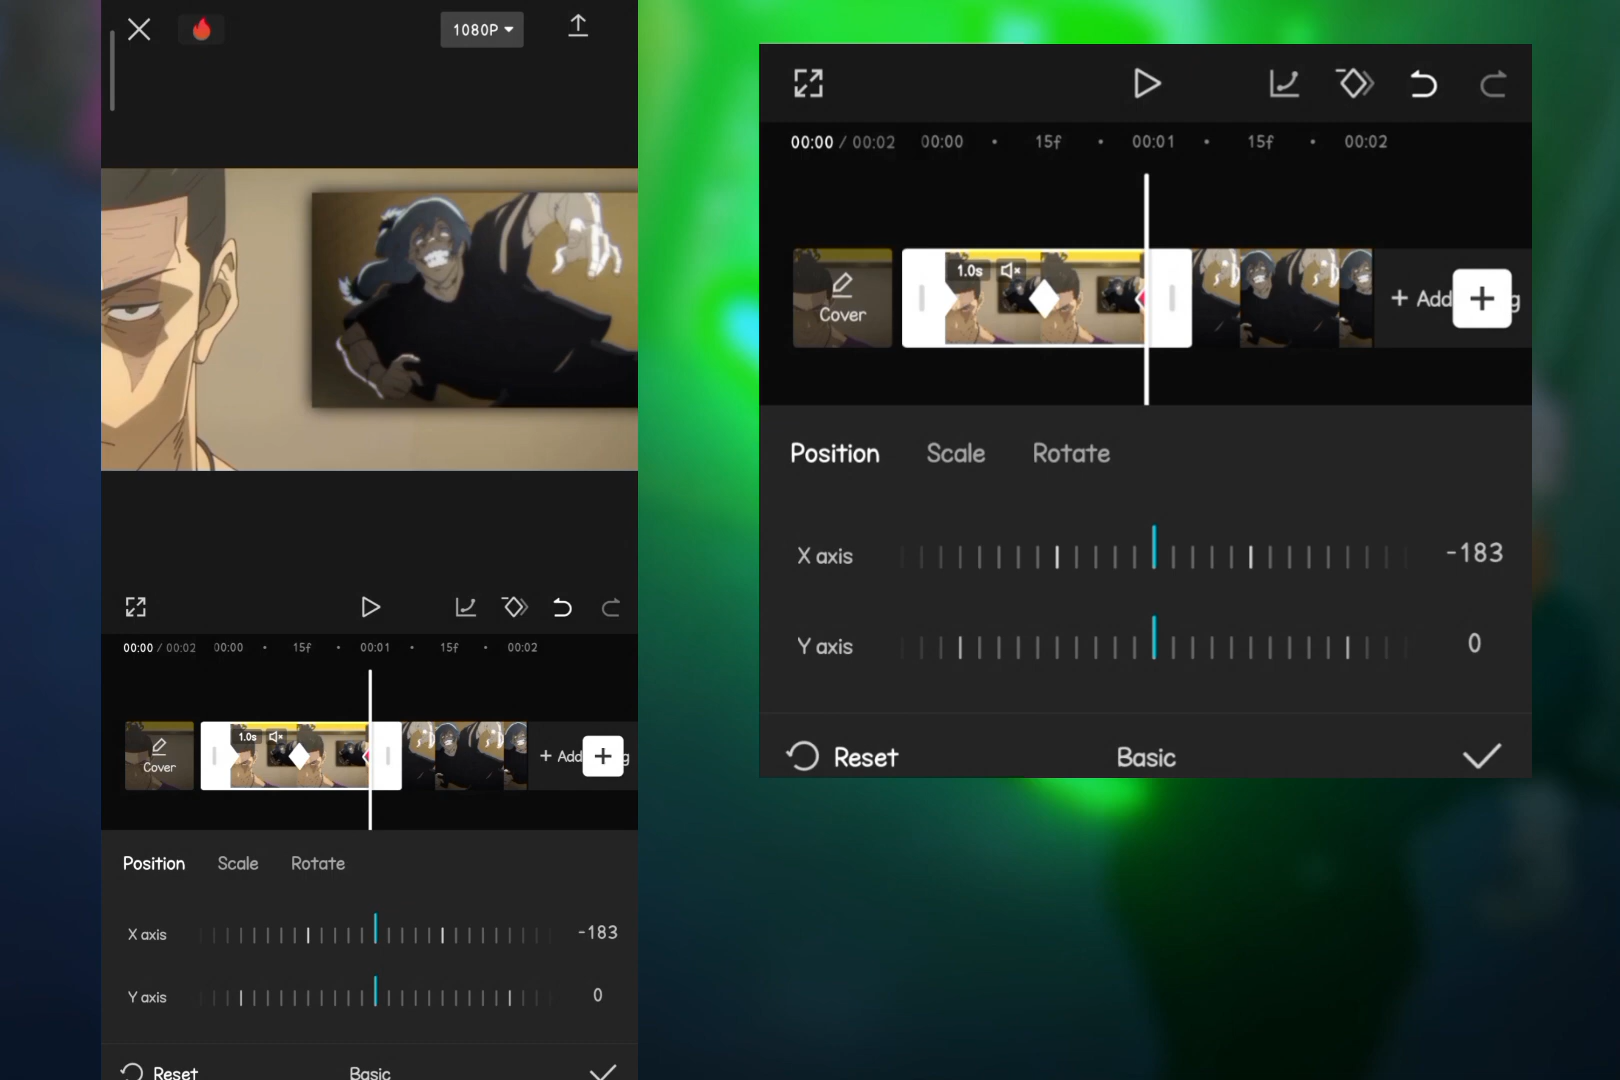 1080P
00:00 / 00:02 00:00 15f 00:01 15f 00:02
1.0s
Cover
+ Add g
Position Scale Rotate
X axis -183
Y axis 0
Reset Basic
00:00 / 00:02 00:00 15f 00:01 15f 00:02
1.0s
Cover
+ Add g
Position Scale Rotate
X axis -183
Y axis 0
Reset Basic